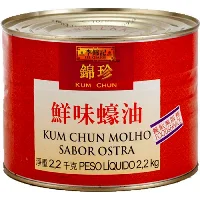 李錦記
錦珍
KUM CHUN
鮮味蠔油
KUM CHUN MOLHO
SABOR OSTRA
淨重 2,2 千克 PESO LÍQUIDO 2,2 kg